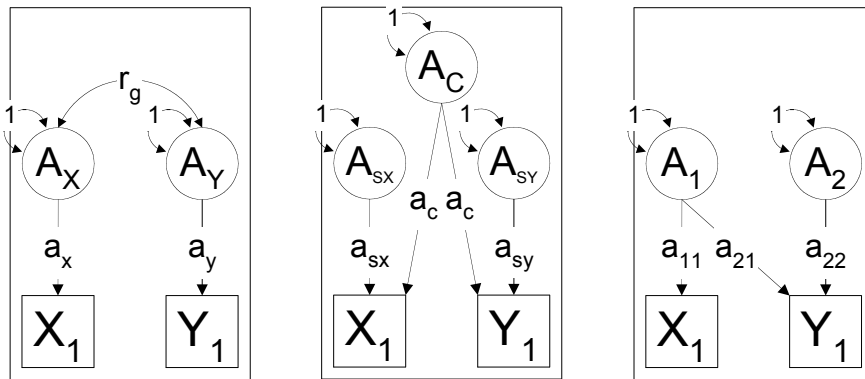 r_g
1
1
A_X
A_Y
a_x
a_y
X_1
Y_1
1
A_C
1
1
A_SX
A_SY
a_c
a_c
a_sx
a_sy
X_1
Y_1
1
1
A_1
A_2
a_11
a_21
a_22
X_1
Y_1